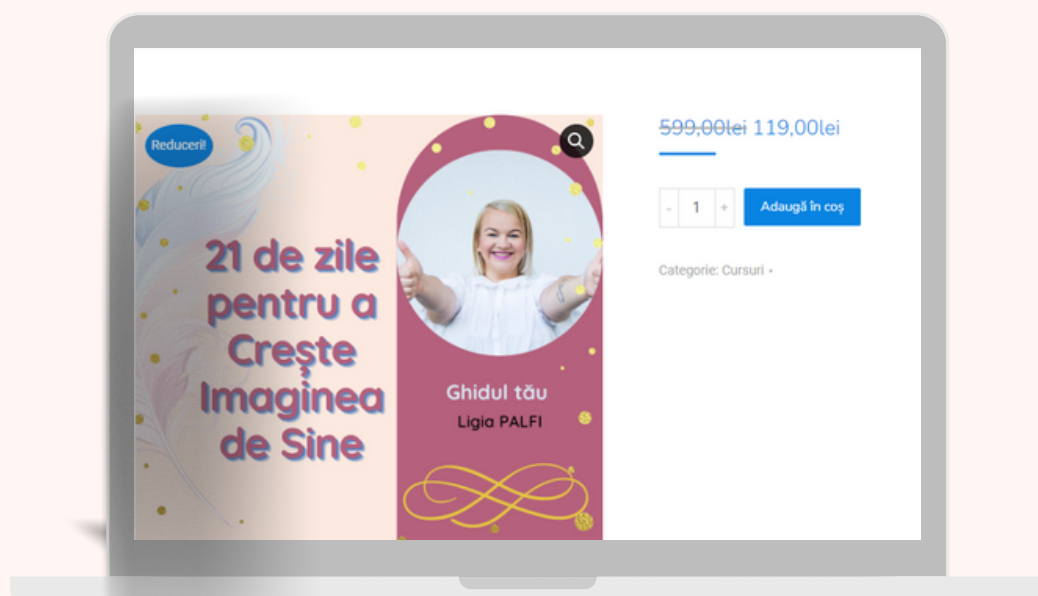 Reduceri!
21 de zile
pentru a
Crește
Imaginea
de Sine
Ghidul tău
Ligia PALFI
599,00lei 119,00lei
- 1 +
Adaugă în coș
Categorie: Cursuri •